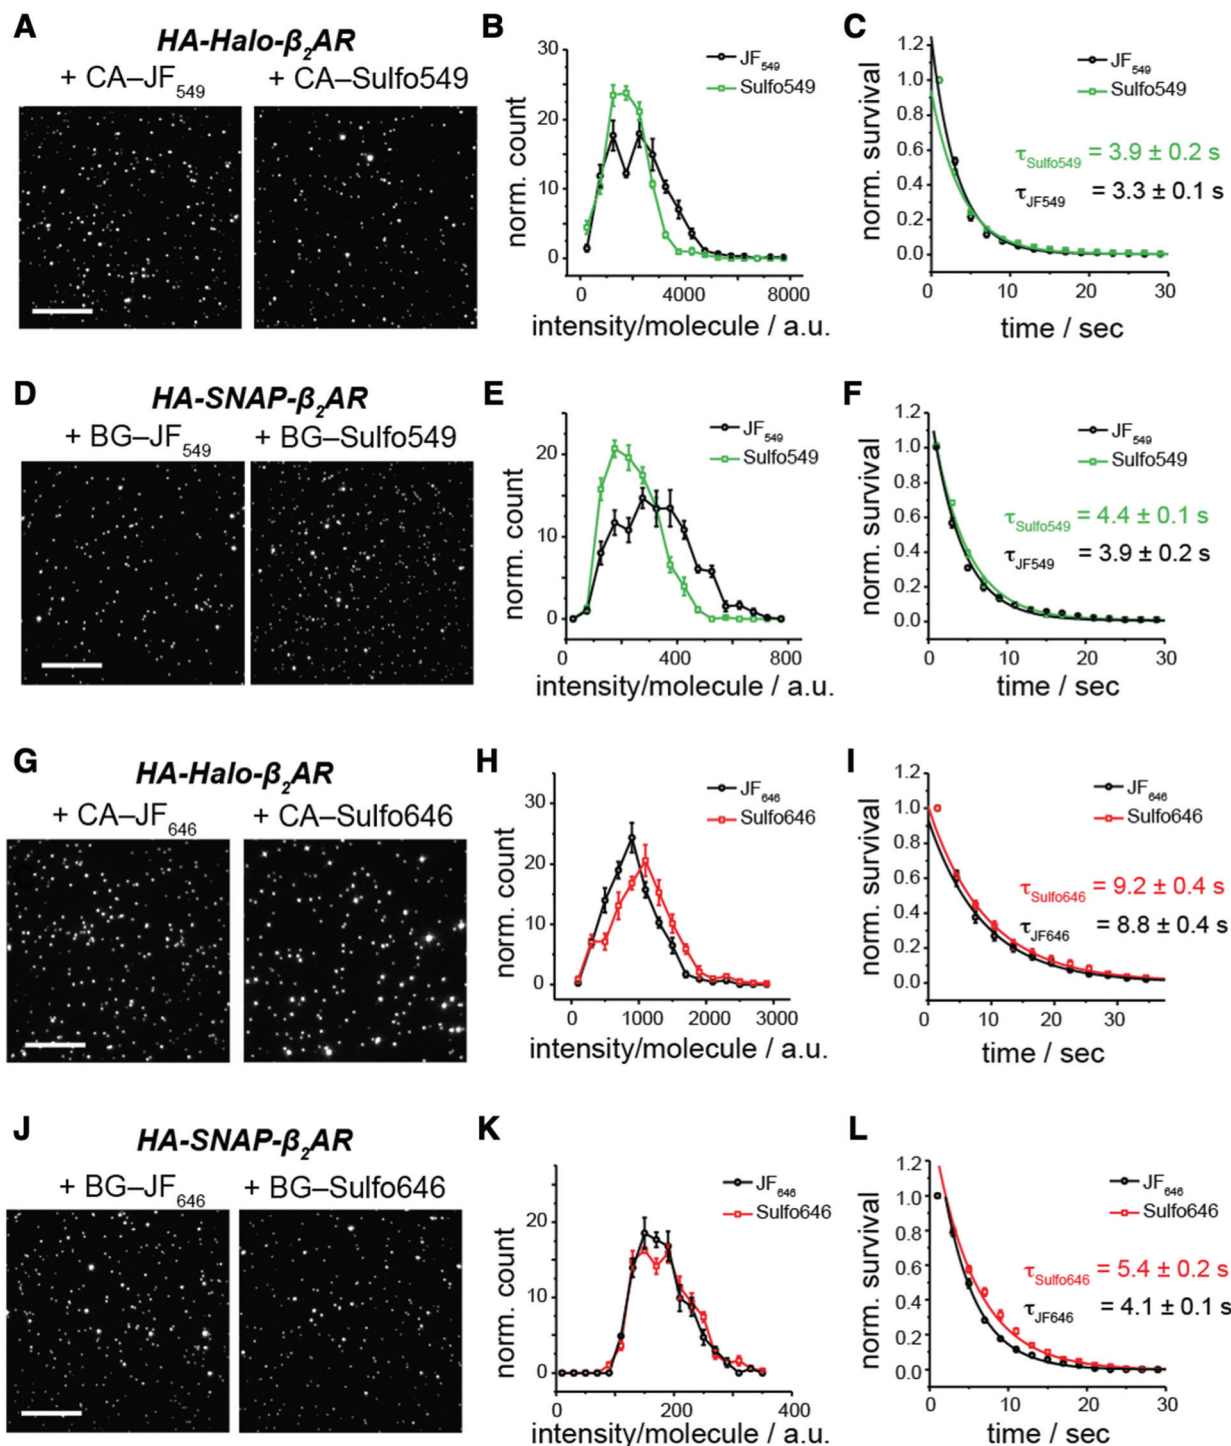 A
HA-Halo-β₂AR
+ CA–JF₅₄₉
+ CA–Sulfo549
B
30
20
10
0
norm. count
JF₅₄₉
Sulfo549
0
4000
8000
intensity/molecule / a.u.
C
1.2
1.0
0.8
0.6
0.4
0.2
0.0
norm. survival
JF₅₄₉
Sulfo549
τSulfo549 = 3.9 ± 0.2 s
τJF549 = 3.3 ± 0.1 s
0
10
20
30
time / sec
D
HA-SNAP-β₂AR
+ BG–JF₅₄₉
+ BG–Sulfo549
E
20
10
0
norm. count
JF₅₄₉
Sulfo549
0
400
800
intensity/molecule / a.u.
F
1.2
1.0
0.8
0.6
0.4
0.2
0.0
norm. survival
JF₅₄₉
Sulfo549
τSulfo549 = 4.4 ± 0.1 s
τJF549 = 3.9 ± 0.2 s
0
10
20
30
time / sec
G
HA-Halo-β₂AR
+ CA–JF₆₄₆
+ CA–Sulfo646
H
30
20
10
0
norm. count
JF₆₄₆
Sulfo646
0
1000
2000
3000
intensity/molecule / a.u.
I
1.2
1.0
0.8
0.6
0.4
0.2
0.0
norm. survival
JF₆₄₆
Sulfo646
τSulfo646 = 9.2 ± 0.4 s
τJF646 = 8.8 ± 0.4 s
0
10
20
30
time / sec
J
HA-SNAP-β₂AR
+ BG–JF₆₄₆
+ BG–Sulfo646
K
20
10
0
norm. count
JF₆₄₆
Sulfo646
0
200
400
intensity/molecule / a.u.
L
1.2
1.0
0.8
0.6
0.4
0.2
0.0
norm. survival
JF₆₄₆
Sulfo646
τSulfo646 = 5.4 ± 0.2 s
τJF646 = 4.1 ± 0.1 s
0
10
20
30
time / sec